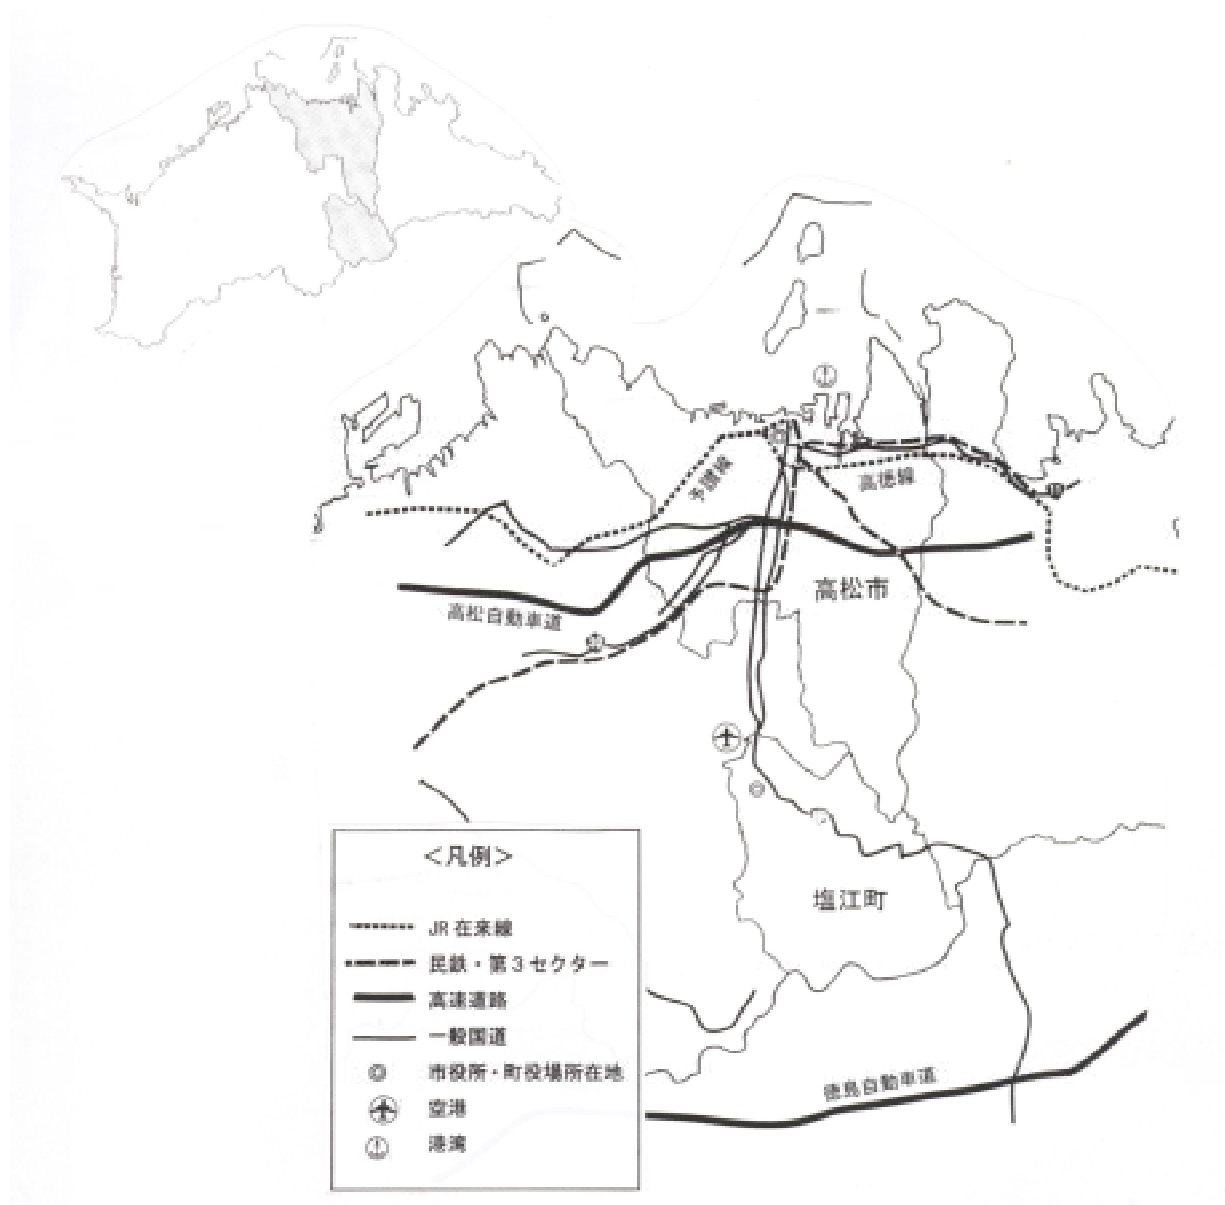 予讃線
高徳線
高松市
高松自動車道
塩江町
<凡例>
JR在来線
民鉄・第3セクター
高速道路
一般国道
市役所・町役場所在地
空港
港湾
徳島自動車道